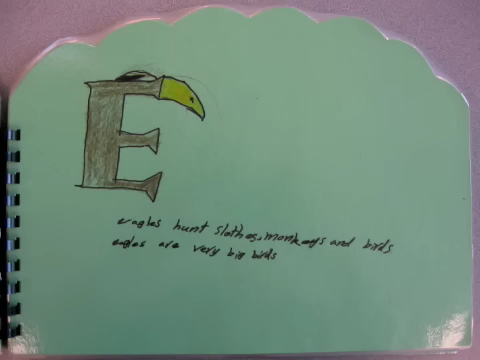 E
eagles hunt slothes, monkeys and birds
eagles are very big birds